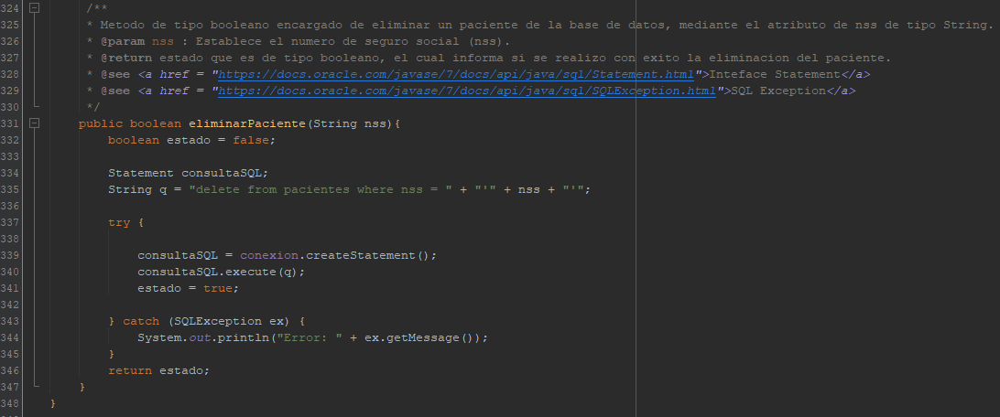 324 /**
325 * Metodo de tipo booleano encargado de eliminar un paciente de la base de datos, mediante el atributo de nss de tipo String.
326 * @param nss : Establece el numero de seguro social (nss).
327 * @return estado que es de tipo booleano, el cual informa si se realizo con exito la eliminacion del paciente.
328 * @see <a href = "https://docs.oracle.com/javase/7/docs/api/java/sql/Statement.html">Inteface Statement</a>
329 * @see <a href = "https://docs.oracle.com/javase/7/docs/api/java/sql/SQLException.html">SQL Exception</a>
330 */
331 public boolean eliminarPaciente(String nss){
332 boolean estado = false;
333
334 Statement consultaSQL;
335 String q = "delete from pacientes where nss = " + "'" + nss + "'";
336
337 try {
338
339 consultaSQL = conexion.createStatement();
340 consultaSQL.execute(q);
341 estado = true;
342
343 } catch (SQLException ex) {
344 System.out.println("Error: " + ex.getMessage());
345 }
346 return estado;
347 }
348 }